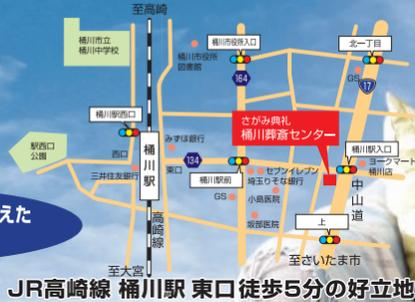 至高崎
桶川市立
桶川中学校
桶川市役所
図書館
桶川市役所入口
164
北一丁目
GS
17
桶川駅西口
駅西口
公園
西口
三井住友銀行
桶川駅
みずほ銀行
東口
134
桶川駅前
GS
さがみ典礼
桶川葬斎センター
セブンイレブン
埼玉りそな銀行
小島医院
坂部医院
桶川駅入口
ヨークマート
桶川店
中山道
上
高崎線
えた
至大宮
至さいたま市
JR高崎線 桶川駅 東口徒歩5分の好立地